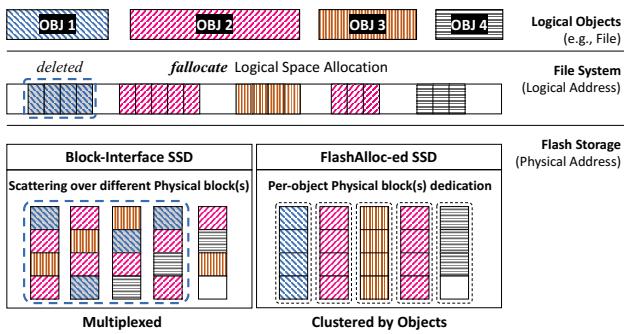 OBJ 1 OBJ 2 OBJ 3 OBJ 4 Logical Objects
(e.g., File)
deleted fallocate Logical Space Allocation File System
(Logical Address)
Flash Storage
(Physical Address)
Block-Interface SSD FlashAlloc-ed SSD
Scattering over different Physical block(s) Per-object Physical block(s) dedication
Multiplexed Clustered by Objects